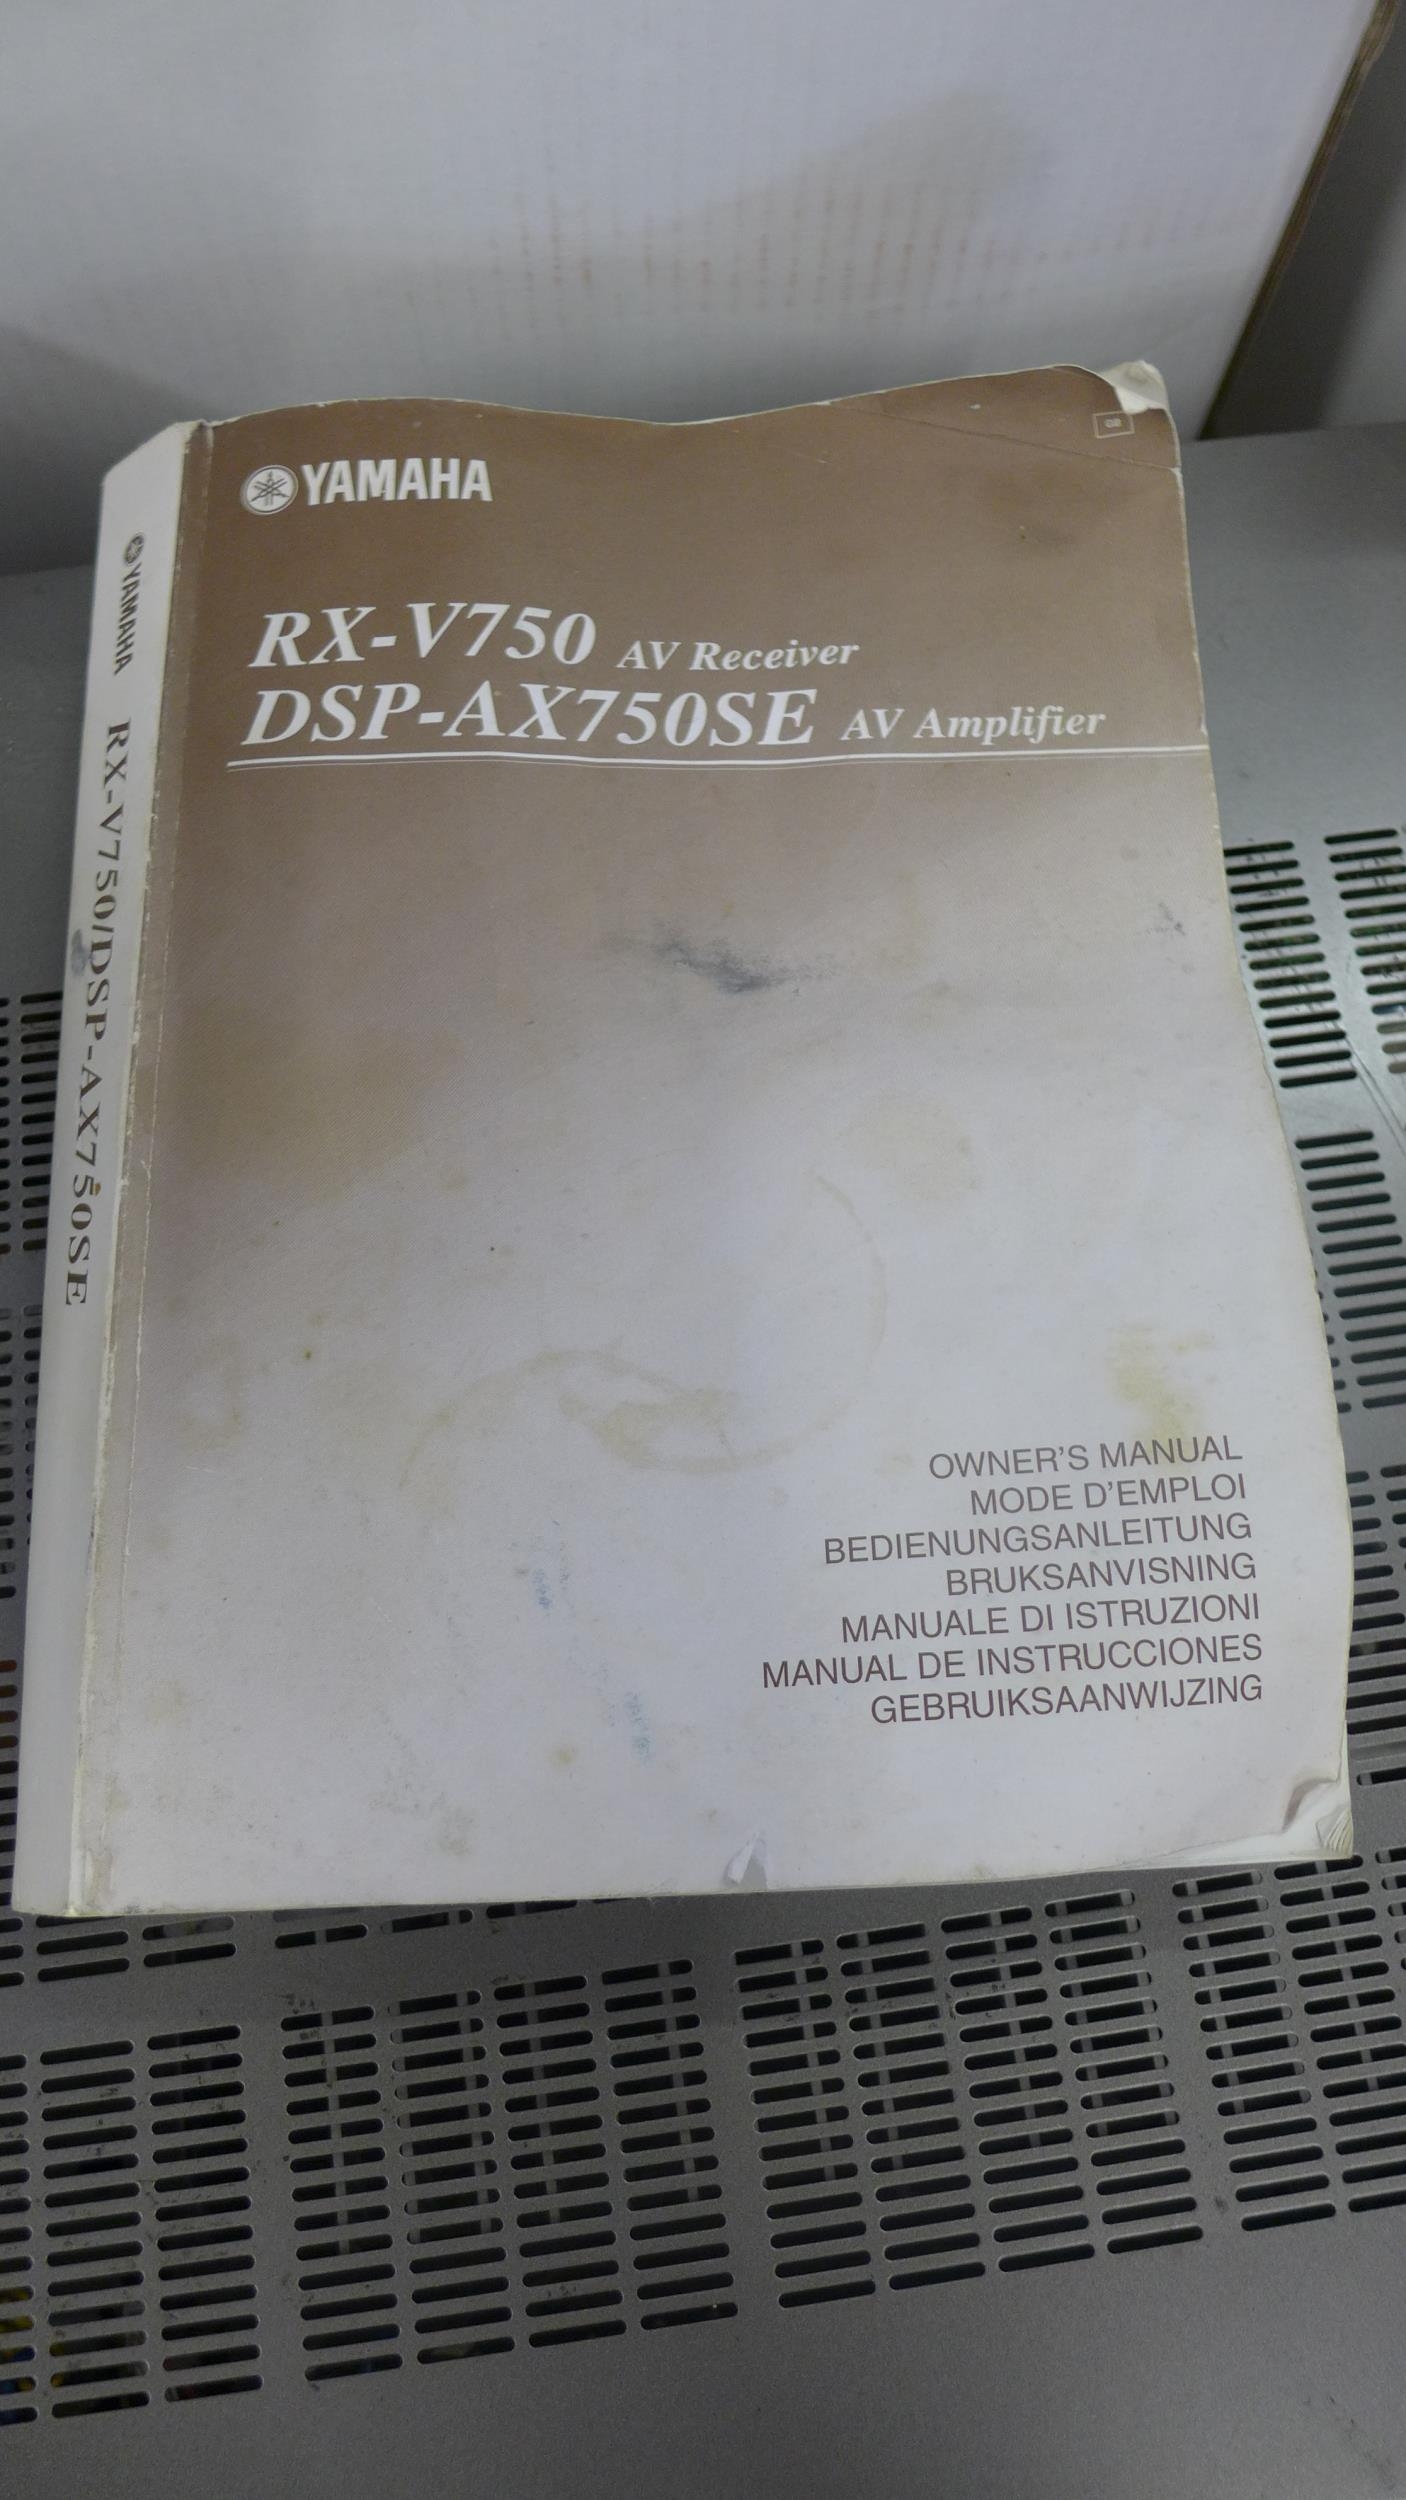 YAMAHA
RX-V750 AV Receiver
DSP-AX750SE AV Amplifier
OWNER'S MANUAL
MODE D'EMPLOI
BEDIENUNGSANLEITUNG
BRUKSANVISNING
MANUALE DI ISTRUZIONI
MANUAL DE INSTRUCCIONES
GEBRUIKSAANWIJZING
YAMAHA RX-V750/DSP-AX750SE